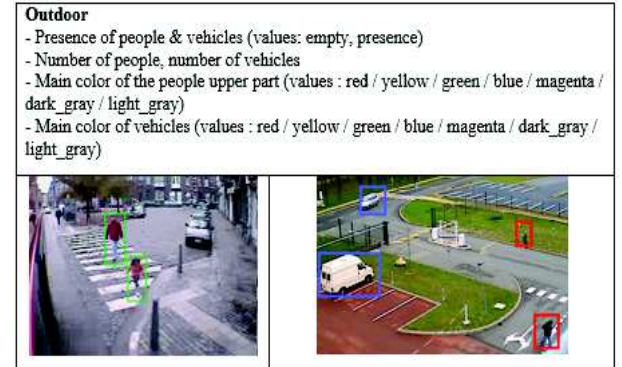 Outdoor
- Presence of people & vehicles (values: empty, presence)
- Number of people, number of vehicles
- Main color of the people upper part (values : red / yellow / green / blue / magenta /
dark_gray / light_gray)
- Main color of vehicles (values : red / yellow / green / blue / magenta / dark_gray /
light_gray)